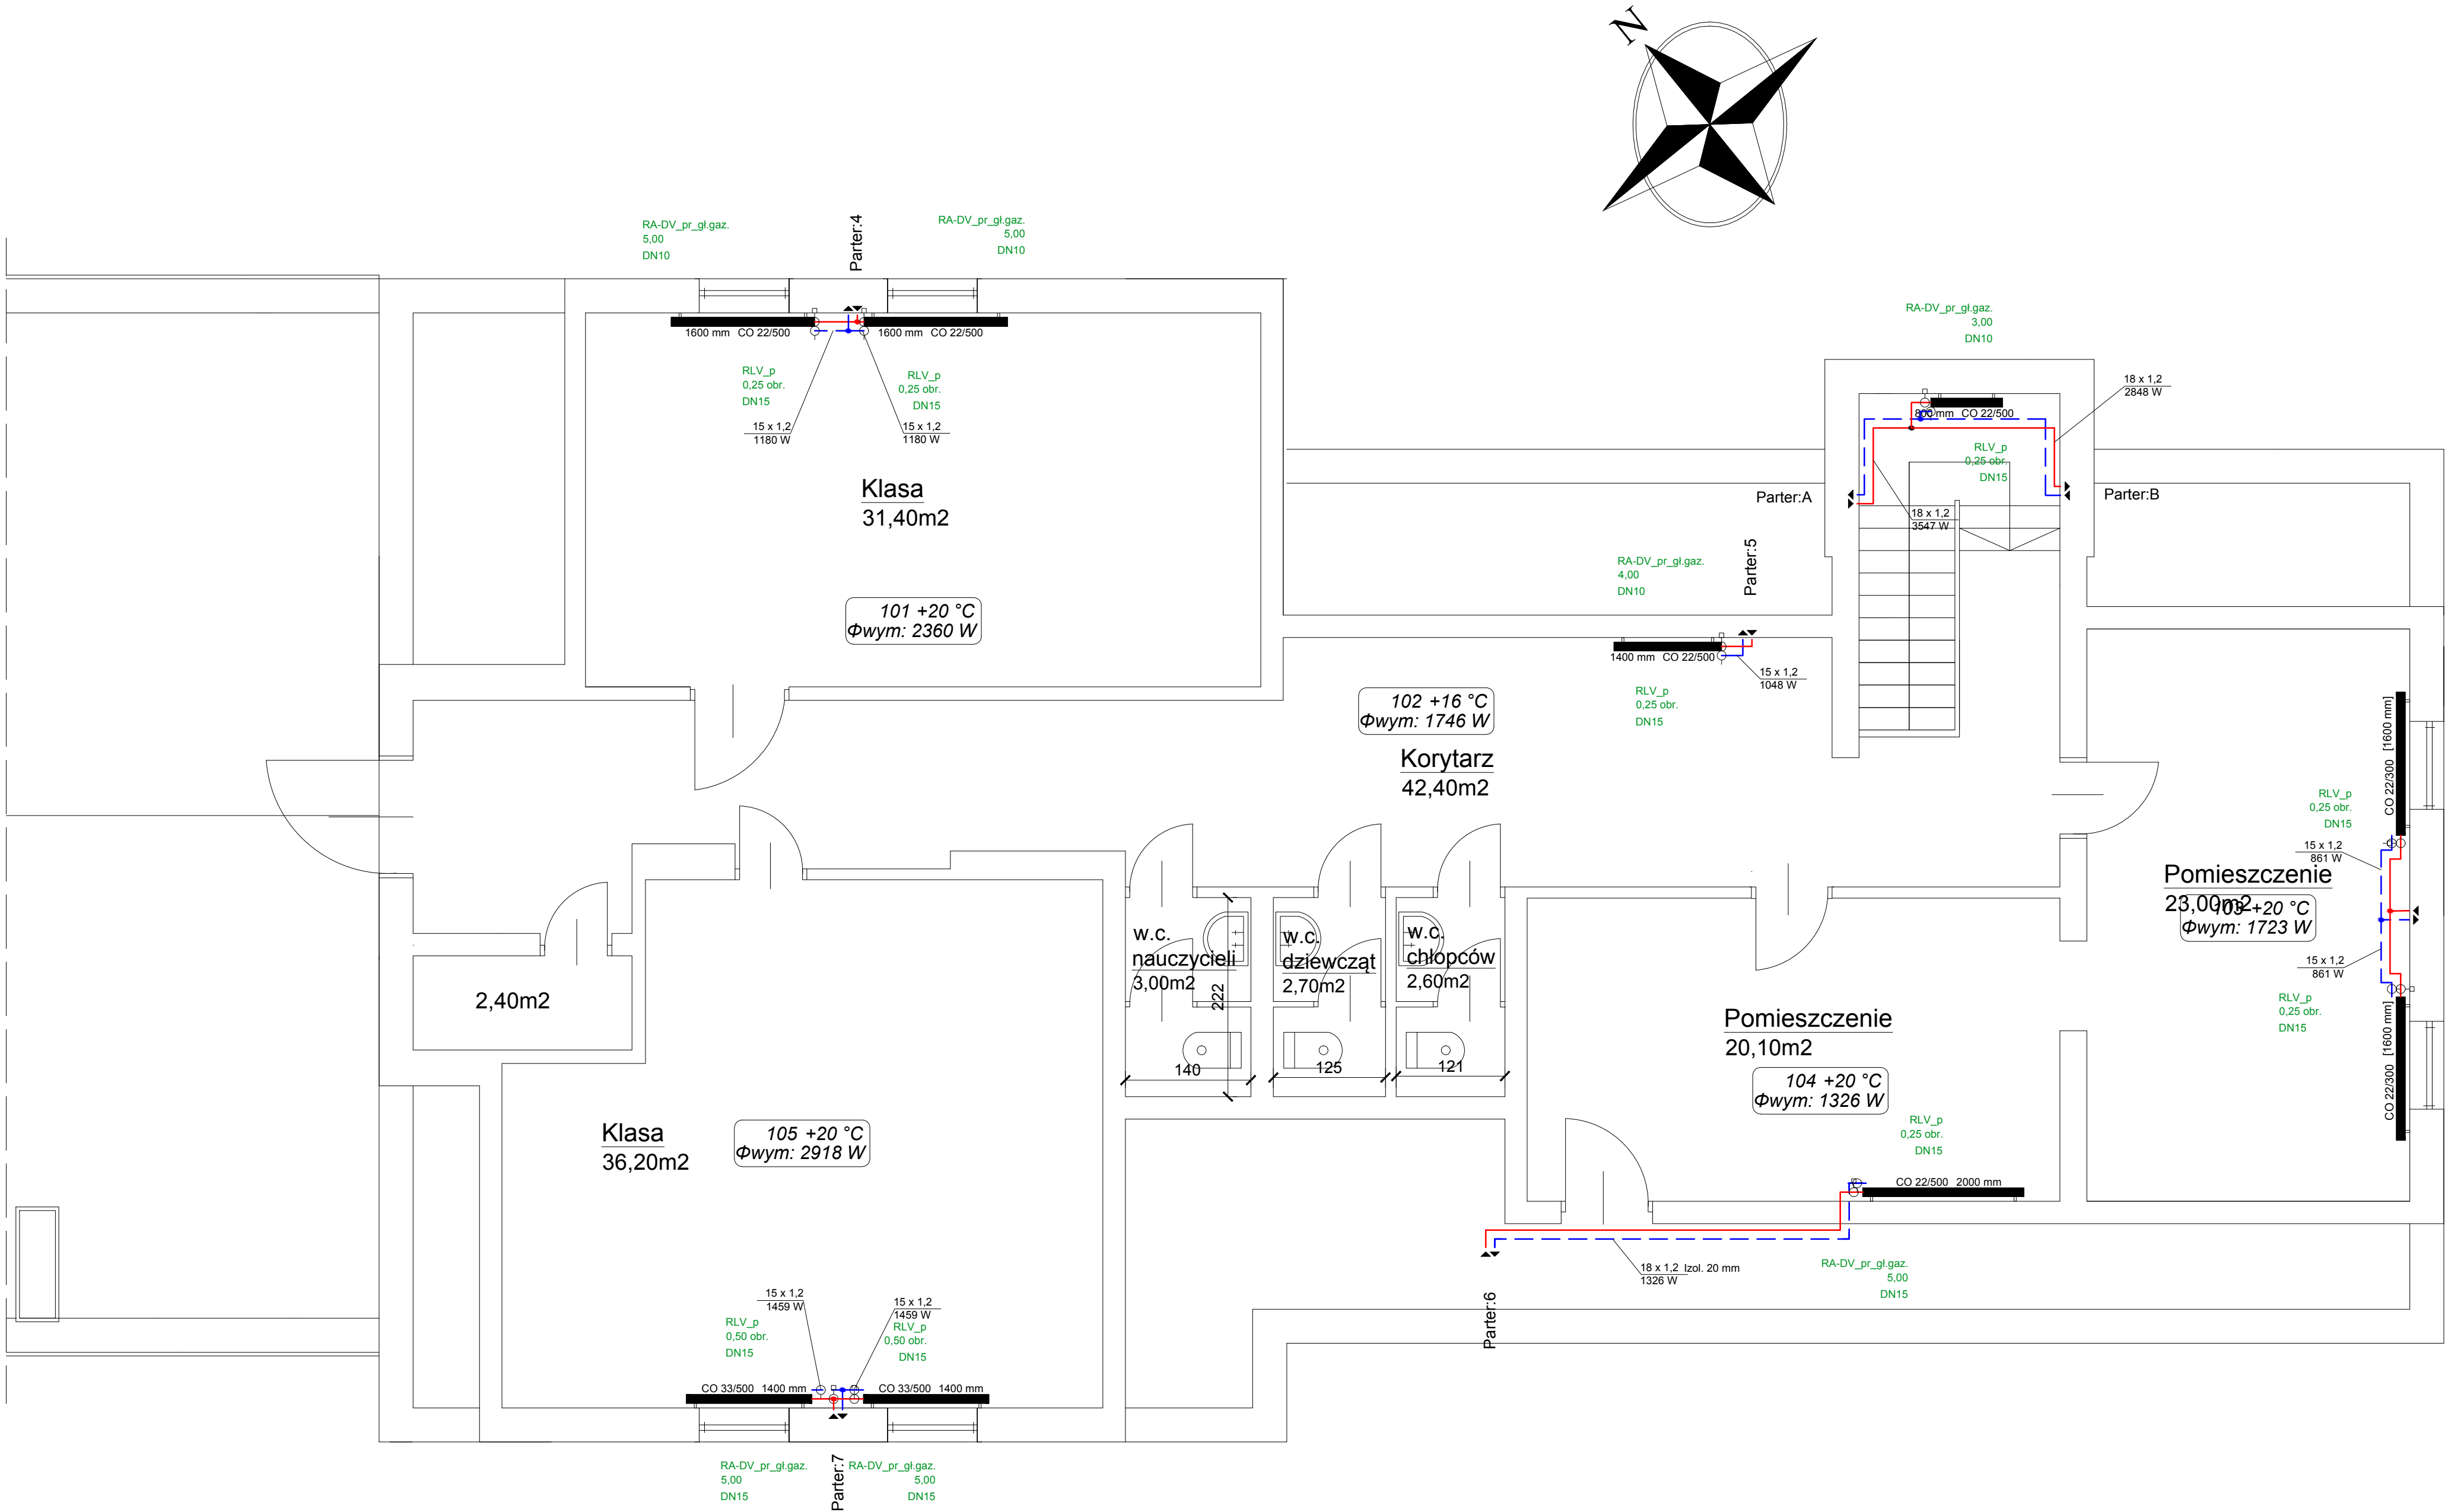 N
RA-DV_pr_gł.gaz.
5,00
DN10
Parter:4
RA-DV_pr_gł.gaz.
5,00
DN10
1600 mm CO 22/500
1600 mm CO 22/500
RLV_p
0,25 obr.
DN15
RLV_p
0,25 obr.
DN15
15 x 1,2
1180 W
15 x 1,2
1180 W
Klasa
31,40m2
101 +20 °C
Φwym: 2360 W
RA-DV_pr_gł.gaz.
3,00
DN10
18 x 1,2
2848 W
800 mm CO 22/500
RLV_p
0,25 obr.
DN15
Parter:A
Parter:B
18 x 1,2
3547 W
Parter:5
RA-DV_pr_gł.gaz.
4,00
DN10
1400 mm CO 22/500
15 x 1,2
1048 W
RLV_p
0,25 obr.
DN15
102 +16 °C
Φwym: 1746 W
Korytarz
42,40m2
CO 22/300 [1600 mm]
RLV_p
0,25 obr.
DN15
15 x 1,2
861 W
Pomieszczenie
23,00m2
103 +20 °C
Φwym: 1723 W
15 x 1,2
861 W
RLV_p
0,25 obr.
DN15
CO 22/300 [1600 mm]
2,40m2
w.c.
nauczycieli
3,00m2
222
140
w.c.
dziewcząt
2,70m2
125
w.c.
chłopców
2,60m2
121
Pomieszczenie
20,10m2
104 +20 °C
Φwym: 1326 W
RLV_p
0,25 obr.
DN15
CO 22/500 2000 mm
18 x 1,2 Izol. 20 mm
1326 W
RA-DV_pr_gł.gaz.
5,00
DN15
Parter:6
Klasa
36,20m2
105 +20 °C
Φwym: 2918 W
15 x 1,2
1459 W
15 x 1,2
1459 W
RLV_p
0,50 obr.
DN15
RLV_p
0,50 obr.
DN15
CO 33/500 1400 mm
CO 33/500 1400 mm
RA-DV_pr_gł.gaz.
5,00
DN15
Parter:7
RA-DV_pr_gł.gaz.
5,00
DN15